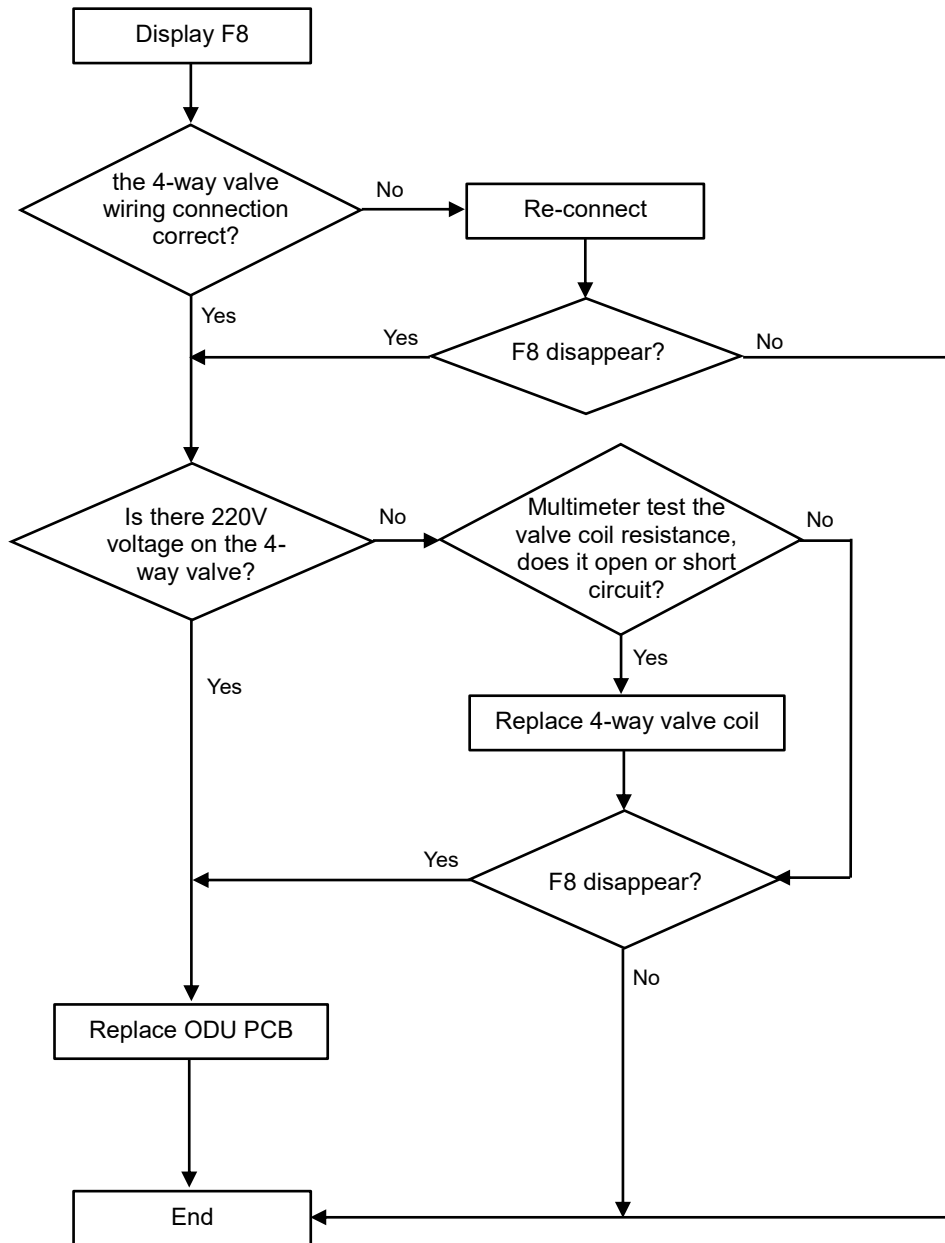 Display F8
the 4-way valve
wiring connection
correct?
No
Re-connect
Yes
F8 disappear?
Yes
No
Is there 220V
voltage on the 4-
way valve?
No
Multimeter test the
valve coil resistance,
does it open or short
circuit?
No
Yes
Yes
Replace 4-way valve coil
F8 disappear?
Yes
No
Replace ODU PCB
End